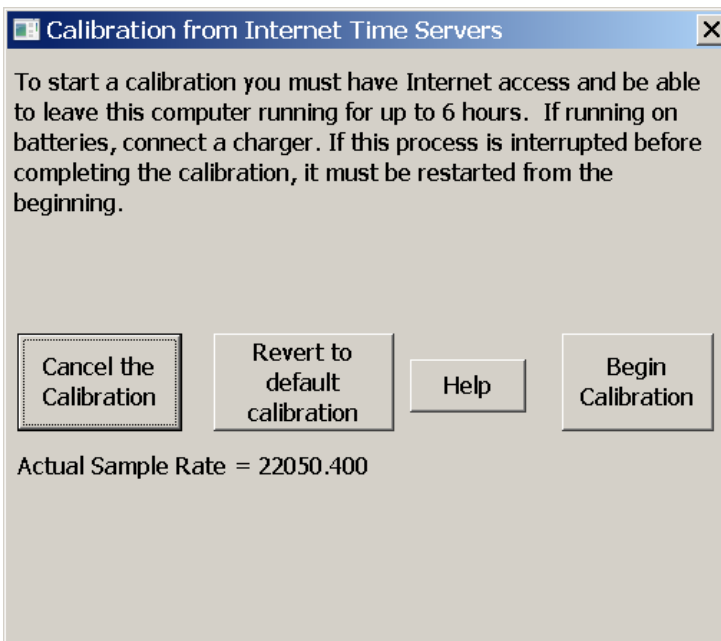 Calibration from Internet Time Servers
To start a calibration you must have Internet access and be able
to leave this computer running for up to 6 hours.  If running on
batteries, connect a charger. If this process is interrupted before
completing the calibration, it must be restarted from the
beginning.
Cancel the
Calibration
Revert to
default
calibration
Help
Begin
Calibration
Actual Sample Rate = 22050.400